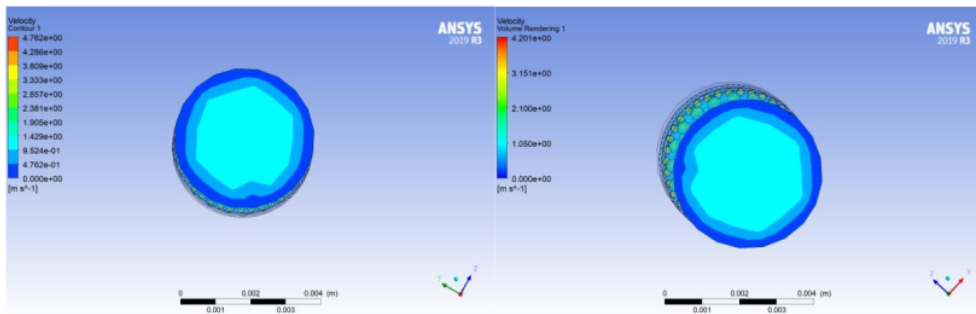 Velocity
Contour 1
4.762e+00
4.286e+00
3.809e+00
3.333e+00
2.857e+00
2.381e+00
1.905e+00
1.429e+00
9.524e-01
4.762e-01
0.000e+00
[m s^-1]
ANSYS
2019 R3
Y
Z
0 0.002 0.004 (m)
0.001 0.003
Velocity
Volume Rendering 1
4.201e+00
3.151e+00
2.100e+00
1.050e+00
0.000e+00
[m s^-1]
ANSYS
2019 R3
Z
X
0 0.002 0.004 (m)
0.001 0.003